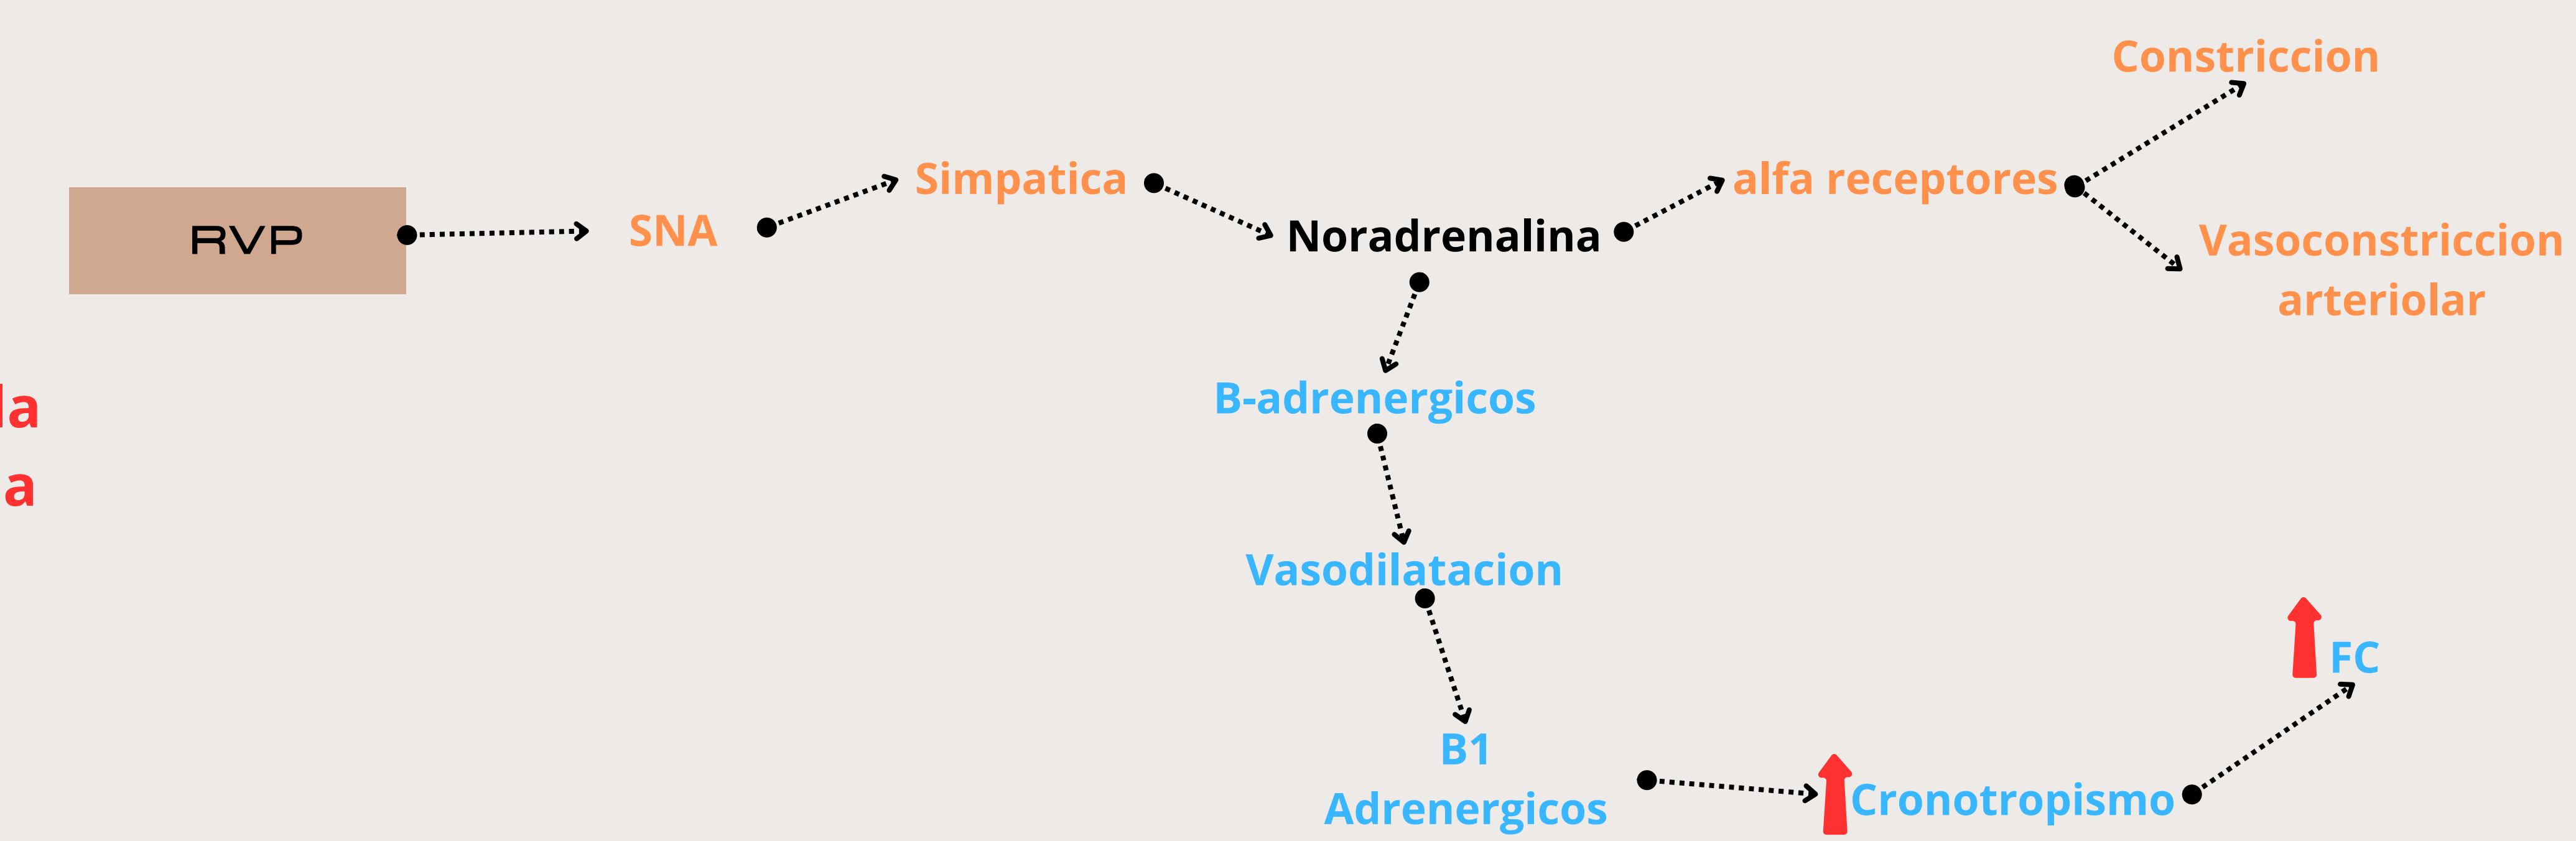 Constriccion
Simpatica
alfa receptores
RVP
SNA
Noradrenalina
Vasoconstriccion
arteriolar
B-adrenergicos
Vasodilatacion
FC
B1
Adrenergicos
Cronotropismo